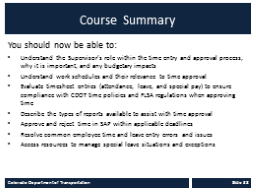 Course Summary
You should now be able to:
• Understand the Supervisor's role within the time entry and approval process,
why it is important, and any budgetary impacts
• Understand work schedules and their relevance to time approval
• Evaluate timesheet entries (attendance, leave, and special pay) to ensure
compliance with CDOT time policies and FLSA regulations when approving
time
• Describe the types of reports available to assist with time approval
• Approve and reject time in SAP within applicable deadlines
• Resolve common employee time and leave entry errors and issues
• Access resources to manage special leave situations and exceptions
Colorado Department of Transportation
Slide